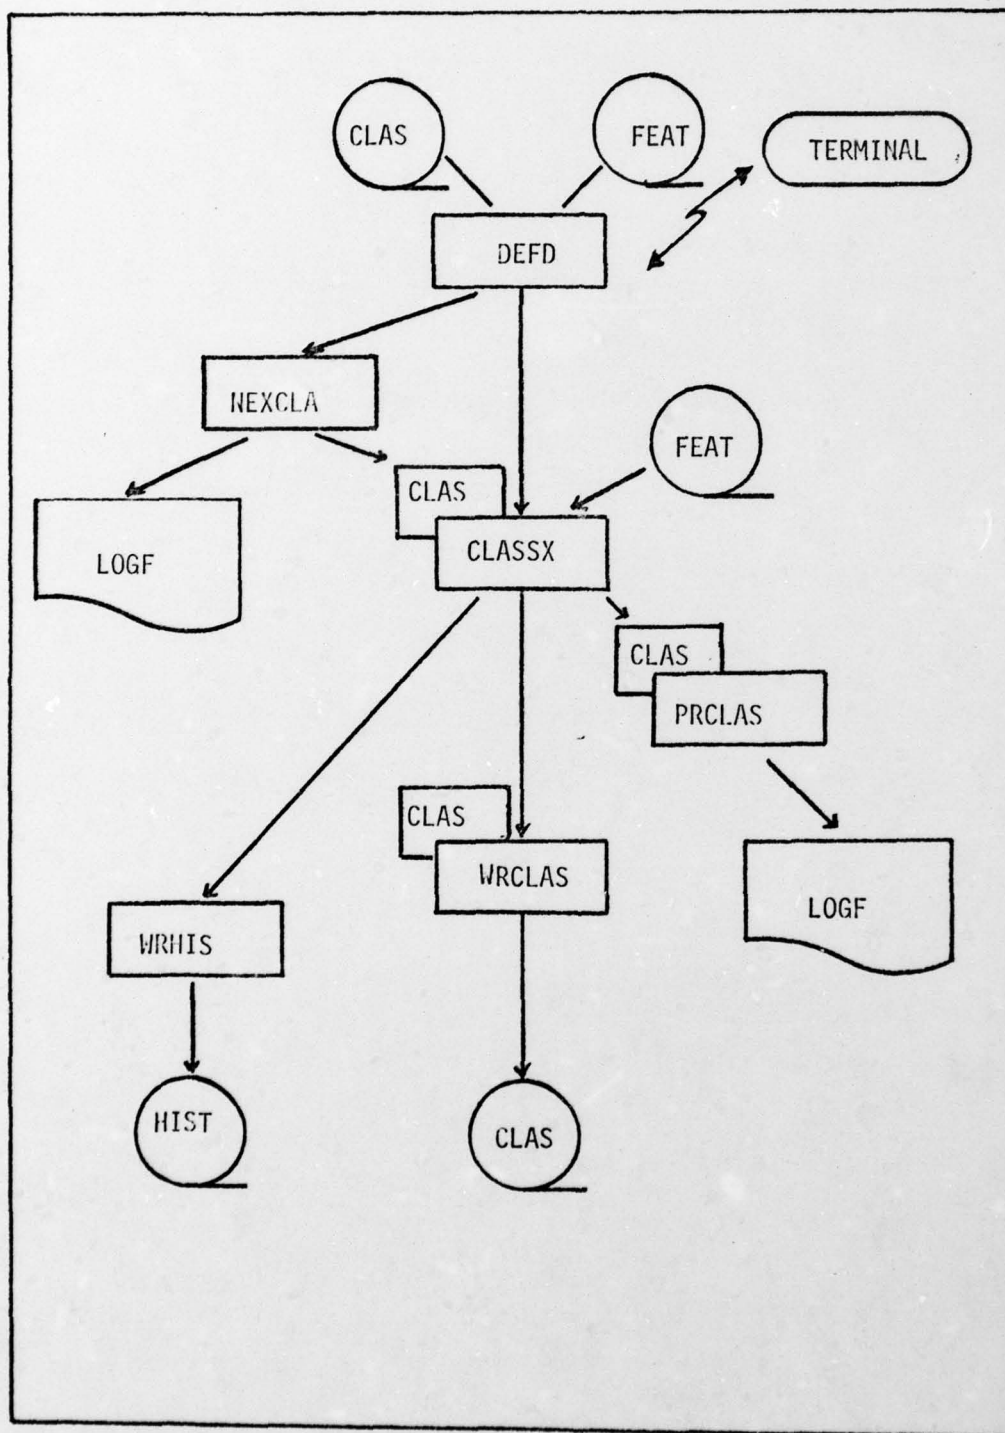 CLAS
FEAT
TERMINAL
DEFD
NEXCLA
FEAT
CLAS
CLASSX
LOGF
CLAS
PRCLAS
CLAS
WRCLAS
LOGF
WRHIS
HIST
CLAS